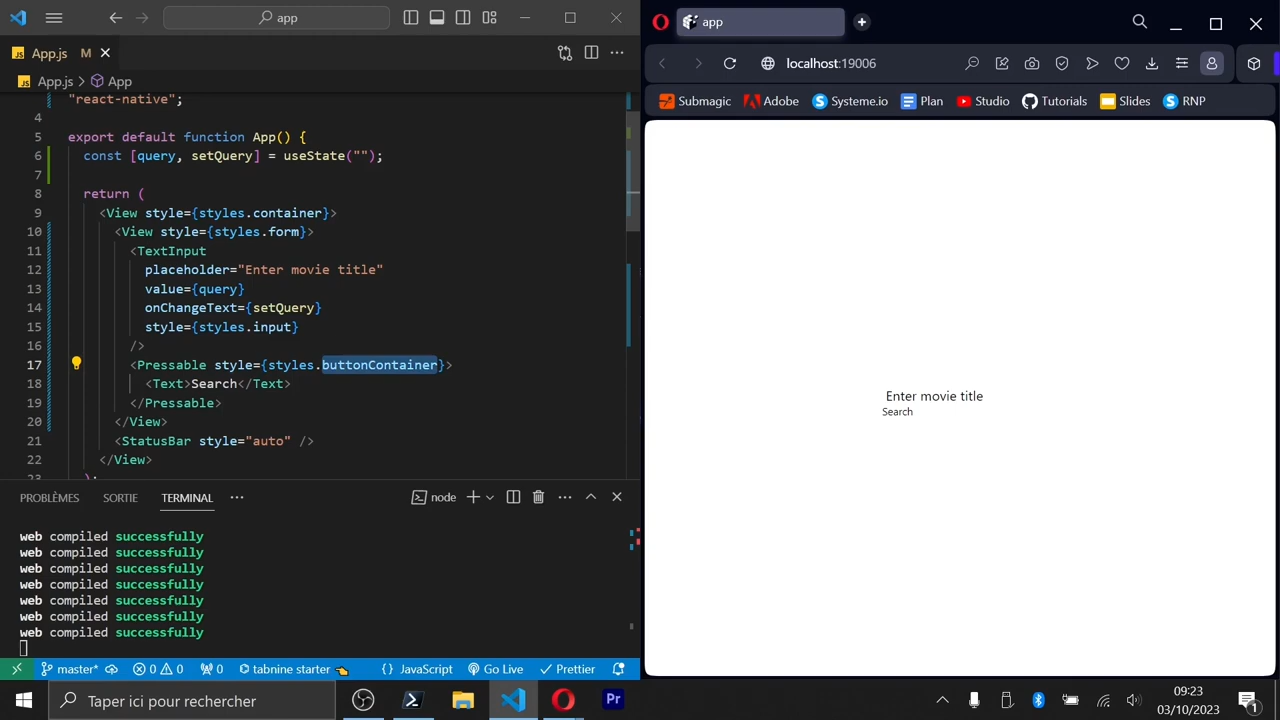 app
App.js M
App.js > App
"react-native";
4
5 export default function App() {
6 const [query, setQuery] = useState("");
7
8 return (
9 <View style={styles.container}>
10 <View style={styles.form}>
11 <TextInput
12 placeholder="Enter movie title"
13 value={query}
14 onChangeText={setQuery}
15 style={styles.input}
16 />
17 <Pressable style={styles.buttonContainer}>
18 <Text>Search</Text>
19 </Pressable>
20 </View>
21 <StatusBar style="auto" />
22 </View>
23 );
PROBLÈMES SORTIE TERMINAL
node
web compiled successfully
web compiled successfully
web compiled successfully
web compiled successfully
web compiled successfully
web compiled successfully
web compiled successfully
master* 0 0 0 tabnine starter JavaScript Go Live Prettier
app
localhost:19006
Submagic Adobe Systeme.io Plan Studio Tutorials Slides RNP
Enter movie title
Search
Taper ici pour rechercher
Pr
09:23
03/10/2023
1